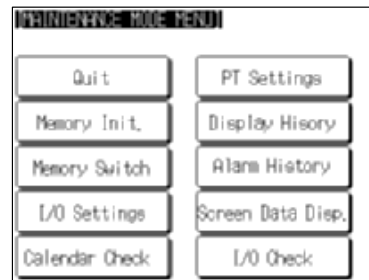 [MAINTENANCE MODE MENU]
Quit
PT Settings
Memory Init.
Display Hisory
Memory Switch
Alarm History
I/O Settings
Screen Data Disp.
Calendar Check
I/O Check